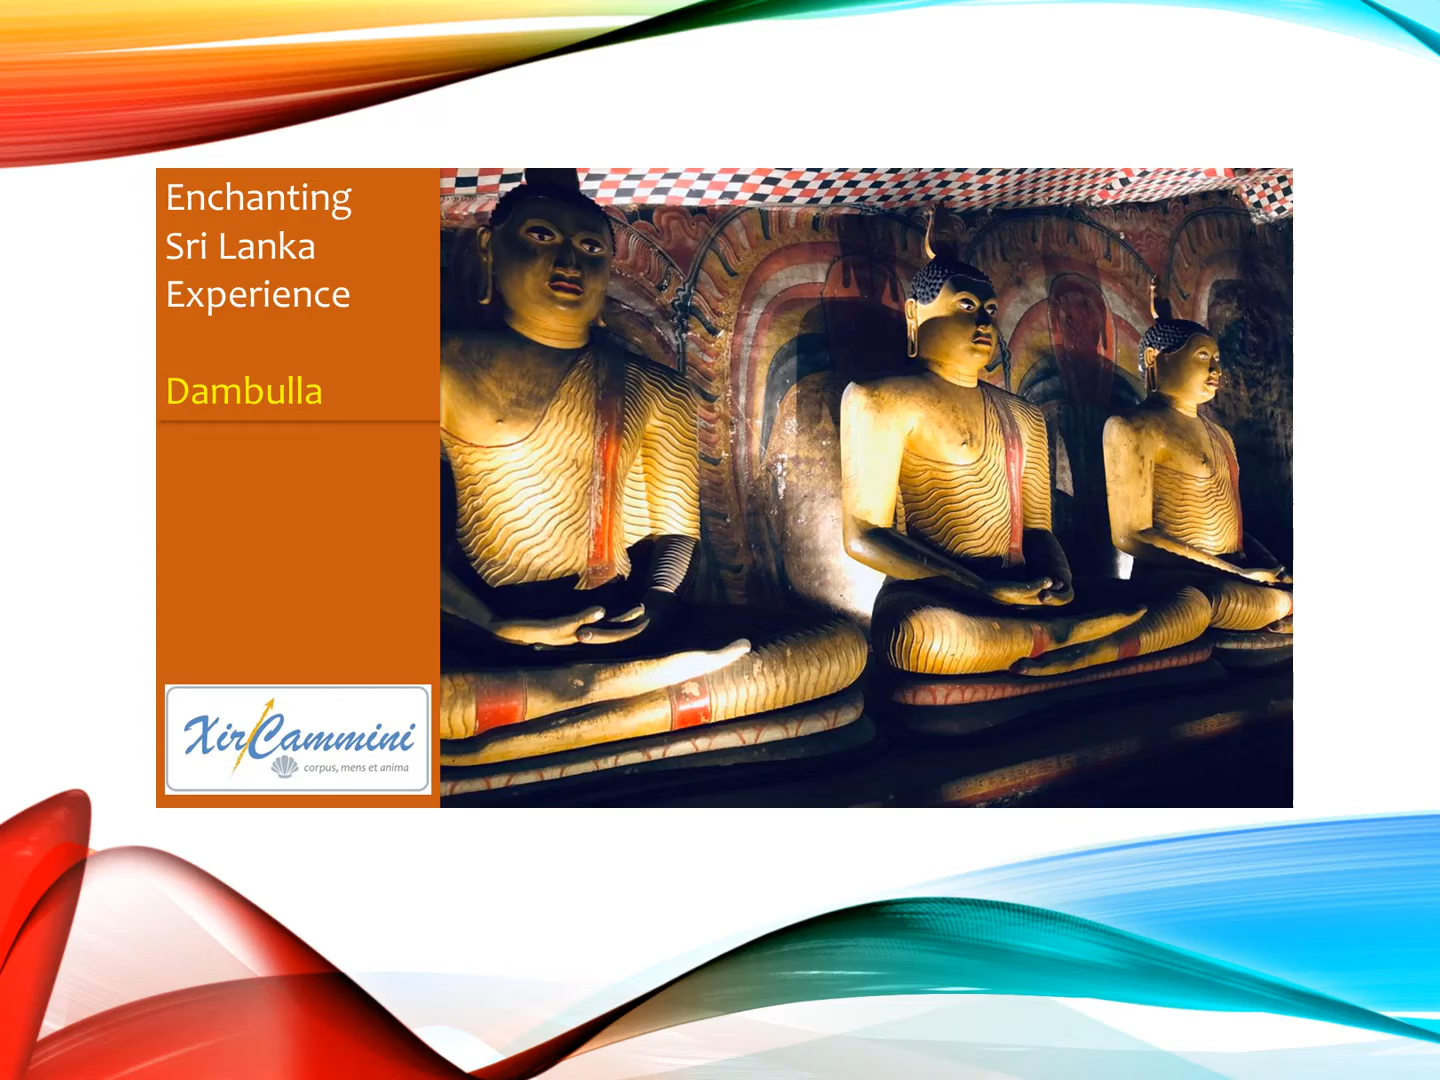 Enchanting
Sri Lanka
Experience
Dambulla
XirCammini
corpus, mens et anima